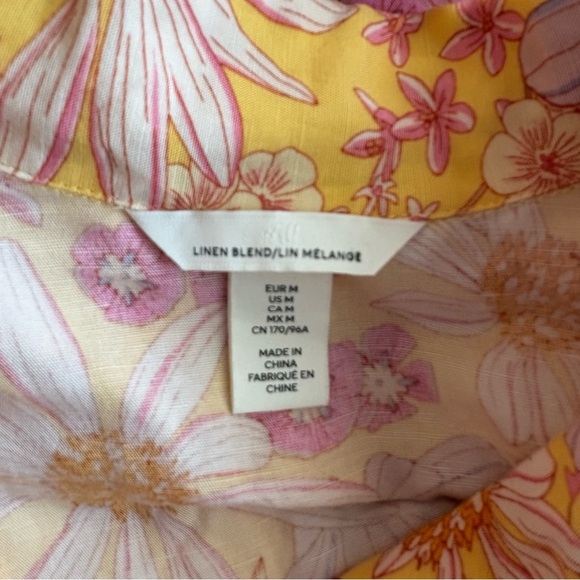 H&M
LINEN BLEND/LIN MÉLANGE
EUR M
US M
CA M
MX M
CN 170/96A
MADE IN
CHINA
FABRIQUÉ EN
CHINE